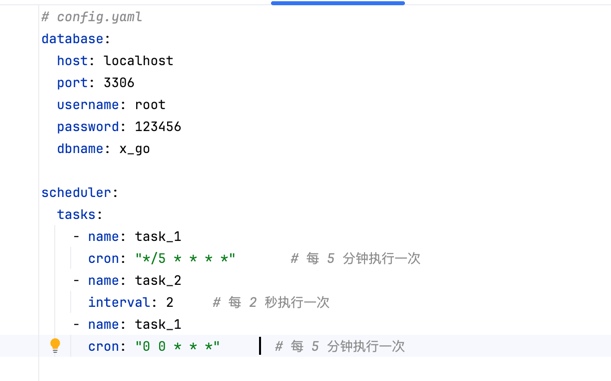 # config.yaml
database:
  host: localhost
  port: 3306
  username: root
  password: 123456
  dbname: x_go
scheduler:
  tasks:
    - name: task_1
      cron: "*/5 * * * *"       # 每 5 分钟执行一次
    - name: task_2
      interval: 2     # 每 2 秒执行一次
    - name: task_1
      cron: "0 0 * * *"       # 每 5 分钟执行一次